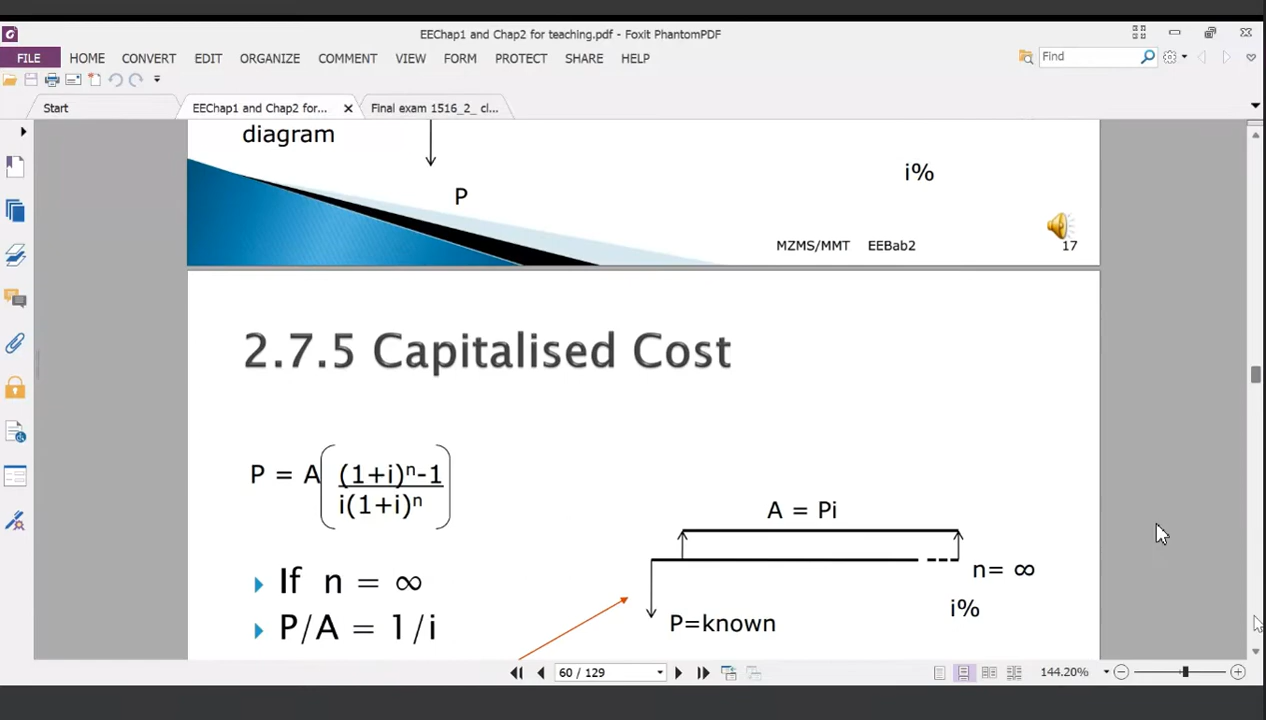 EEChap1 and Chap2 for teaching.pdf - Foxit PhantomPDF
FILE HOME CONVERT EDIT ORGANIZE COMMENT VIEW FORM PROTECT SHARE HELP
Find
Start
EEChap1 and Chap2 for...
Final exam 1516_2_ cl...
diagram
P
i%
MZMS/MMT EEBab2
17
2.7.5 Capitalised Cost
P = A
(1+i)ⁿ-1
i(1+i)ⁿ
A = Pi
n= ∞
i%
P=known
If n = ∞
P/A = 1/i
60 / 129
144.20%